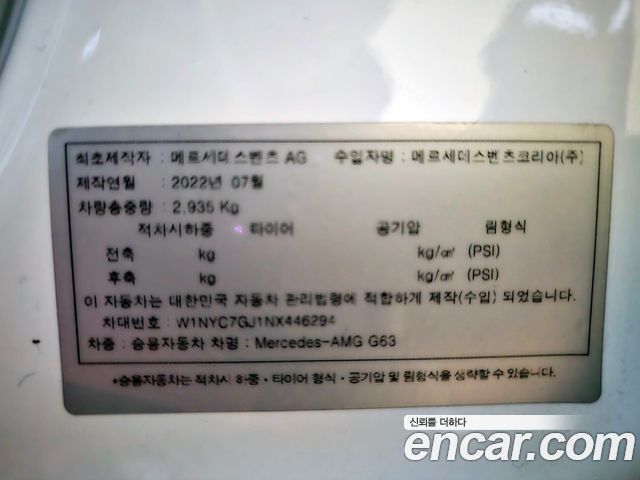 최초제작자 : 메르세데스벤츠 AG 수입자명 : 메르세데스벤츠코리아(주)
제작연월 : 2022년 07월
차량총중량 : 2,935 Kg
적차시하중 타이어 공기압 림형식
전축 kg kg/㎠ (PSI)
후축 kg kg/㎠ (PSI)
이 자동차는 대한민국 자동차 관리법령에 적합하게 제작(수입) 되었습니다.
차대번호 : W1NYC7GJ1NX446294
차종 : 승용자동차 차명 : Mercedes-AMG G63
*승용자동차는 적차시 하중·타이어 형식·공기압 및 림형식을 생략할 수 있습니다.
신뢰를 더하다
encar.com